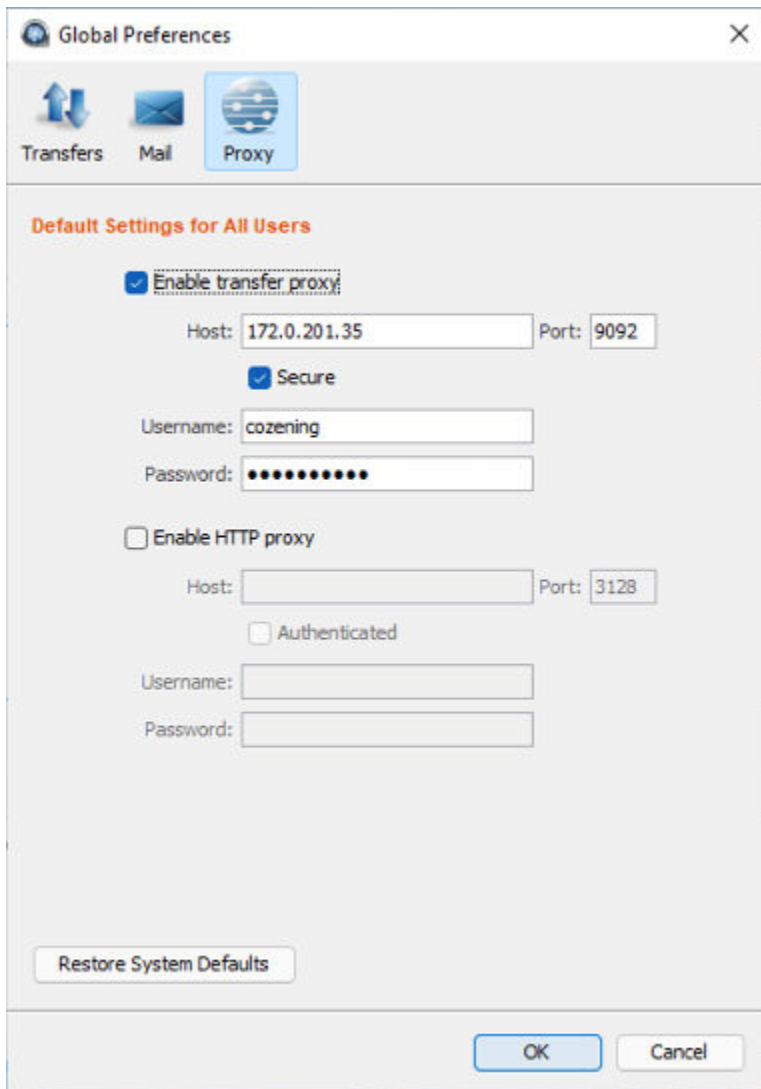 Global Preferences
Transfers Mail Proxy
Default Settings for All Users
Enable transfer proxy
Host: 172.0.201.35 Port: 9092
Secure
Username: cozening
Password: ●●●●●●●●●●
Enable HTTP proxy
Host: Port: 3128
Authenticated
Username:
Password:
Restore System Defaults
OK Cancel